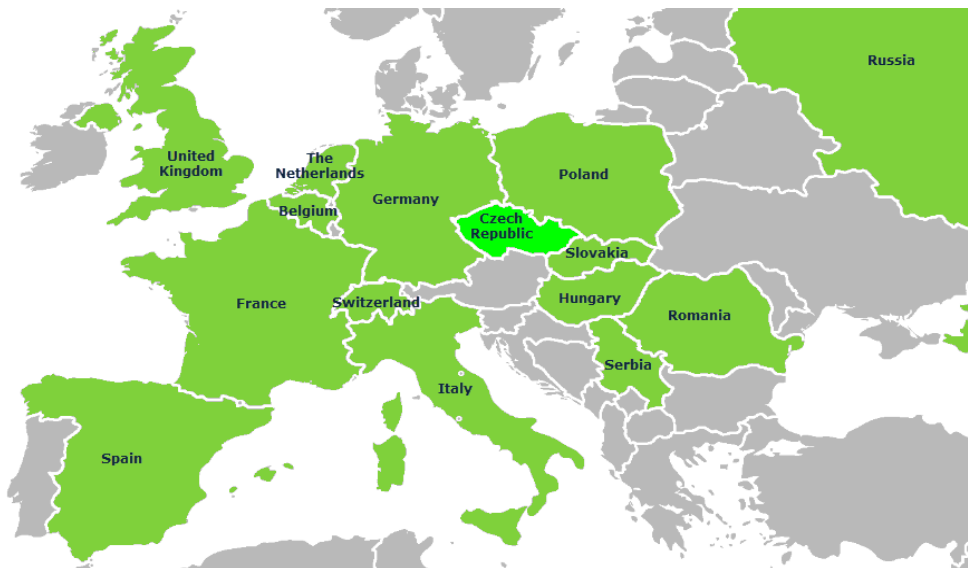 Russia
United
Kingdom
The
Netherlands
Poland
Germany
Belgium
Czech
Republic
Slovakia
France
Switzerland
Hungary
Romania
Serbia
Italy
Spain